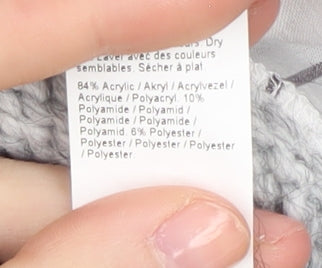 Dry
Laver avec des couleurs
semblables. Sécher à plat.
84% Acrylic / Akryl / Acrylvezel /
Acrylique / Polyacryl. 10%
Polyamide / Polyamid /
Polyamide / Polyamide /
Polyamid. 6% Polyester /
Polyester / Polyester / Polyester
/ Polyester